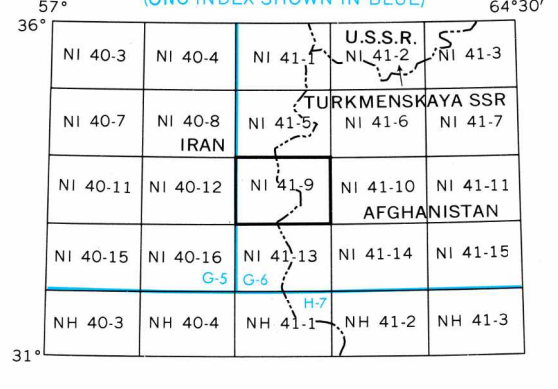 (ONC INDEX SHOWN IN BLUE)
57° 64°30'
36°
U.S.S.R.
NI 40-3 NI 40-4 NI 41-1 NI 41-2 NI 41-3
TURKMENSKAYA SSR
NI 40-7 NI 40-8 NI 41-5 NI 41-6 NI 41-7
IRAN
NI 40-11 NI 40-12 NI 41-9 NI 41-10 NI 41-11
AFGHANISTAN
NI 40-15 NI 40-16 NI 41-13 NI 41-14 NI 41-15
G-5 G-6
H-7
NH 40-3 NH 40-4 NH 41-1 NH 41-2 NH 41-3
31°